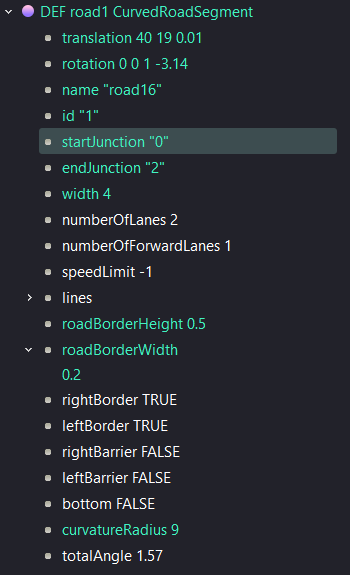 DEF road1 CurvedRoadSegment
translation 40 19 0.01
rotation 0 0 1 -3.14
name "road16"
id "1"
startJunction "0"
endJunction "2"
width 4
numberOfLanes 2
numberOfForwardLanes 1
speedLimit -1
lines
roadBorderHeight 0.5
roadBorderWidth
0.2
rightBorder TRUE
leftBorder TRUE
rightBarrier FALSE
leftBarrier FALSE
bottom FALSE
curvatureRadius 9
totalAngle 1.57